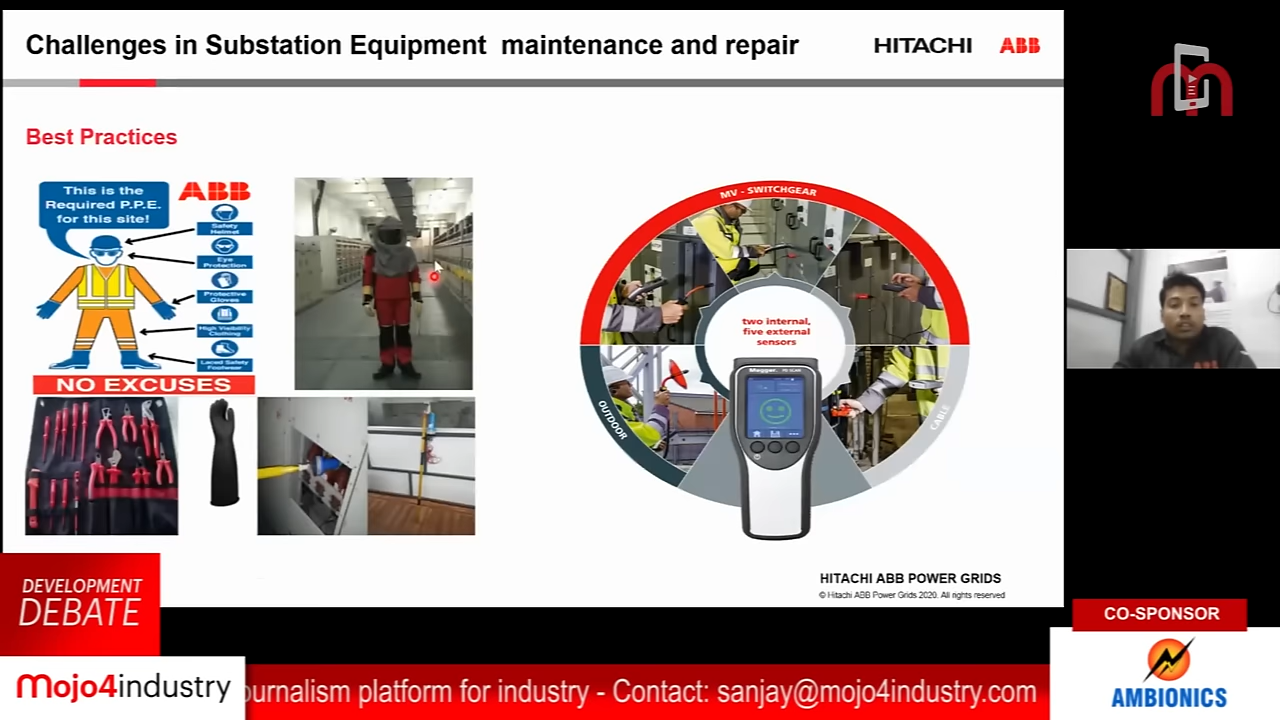 Challenges in Substation Equipment maintenance and repair
HITACHI ABB
Best Practices
This is the
Required P.P.E.
for this site!
ABB
Safety
Helmet
Eye
Protection
Protective
Gloves
High Visibility
Clothing
Laced Safety
Footwear
NO EXCUSES
MV - SWITCHGEAR
two internal,
five external
sensors
OUTDOOR
CABLE
Megger.
HITACHI ABB POWER GRIDS
© Hitachi ABB Power Grids 2020. All rights reserved
DEVELOPMENT
DEBATE
CO-SPONSOR
mojo4industry
ournalism platform for industry - Contact: sanjay@mojo4industry.com
AMBIONICS